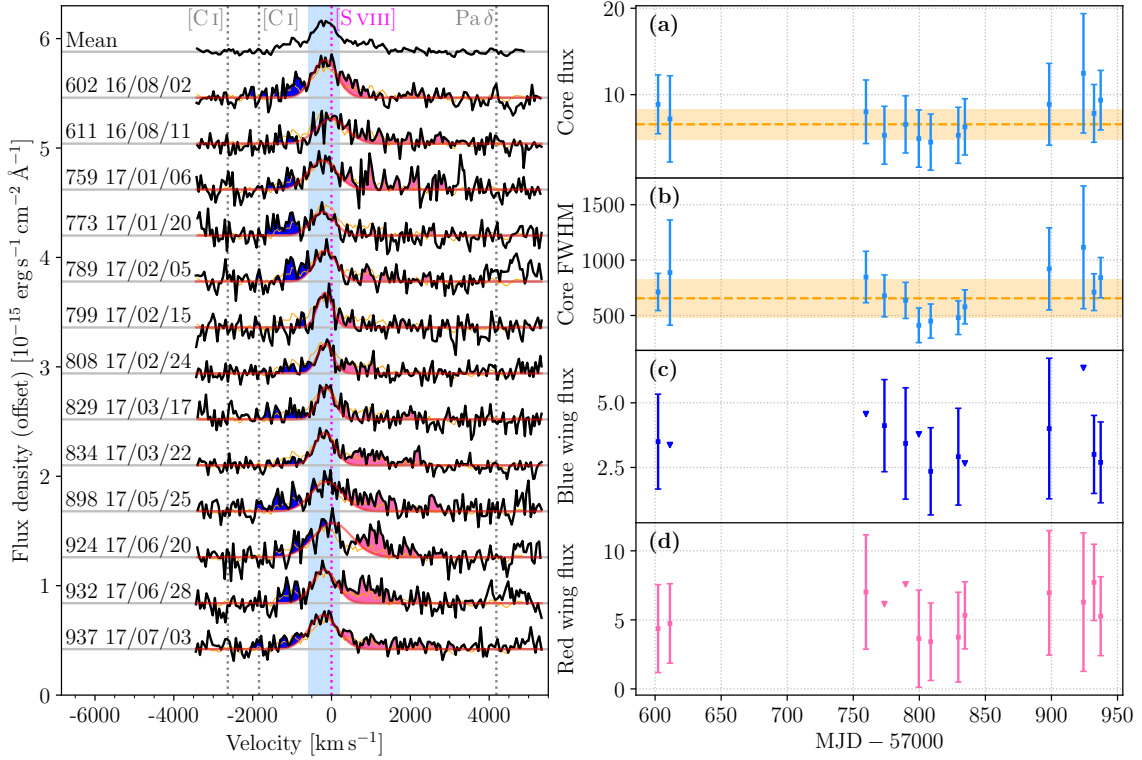 [C I] [C I] [S VIII] Pa δ
Mean
602 16/08/02
611 16/08/11
759 17/01/06
773 17/01/20
789 17/02/05
799 17/02/15
808 17/02/24
829 17/03/17
834 17/03/22
898 17/05/25
924 17/06/20
932 17/06/28
937 17/07/03
Flux density (offset) [10⁻¹⁵ erg s⁻¹ cm⁻² Å⁻¹]
6
5
4
3
2
1
0
-6000 -4000 -2000 0 2000 4000
Velocity [km s⁻¹]
(a)
Core flux
20
10
(b)
Core FWHM
1500
1000
500
(c)
Blue wing flux
5.0
2.5
(d)
Red wing flux
10
5
0
600 650 700 750 800 850 900 950
MJD − 57000